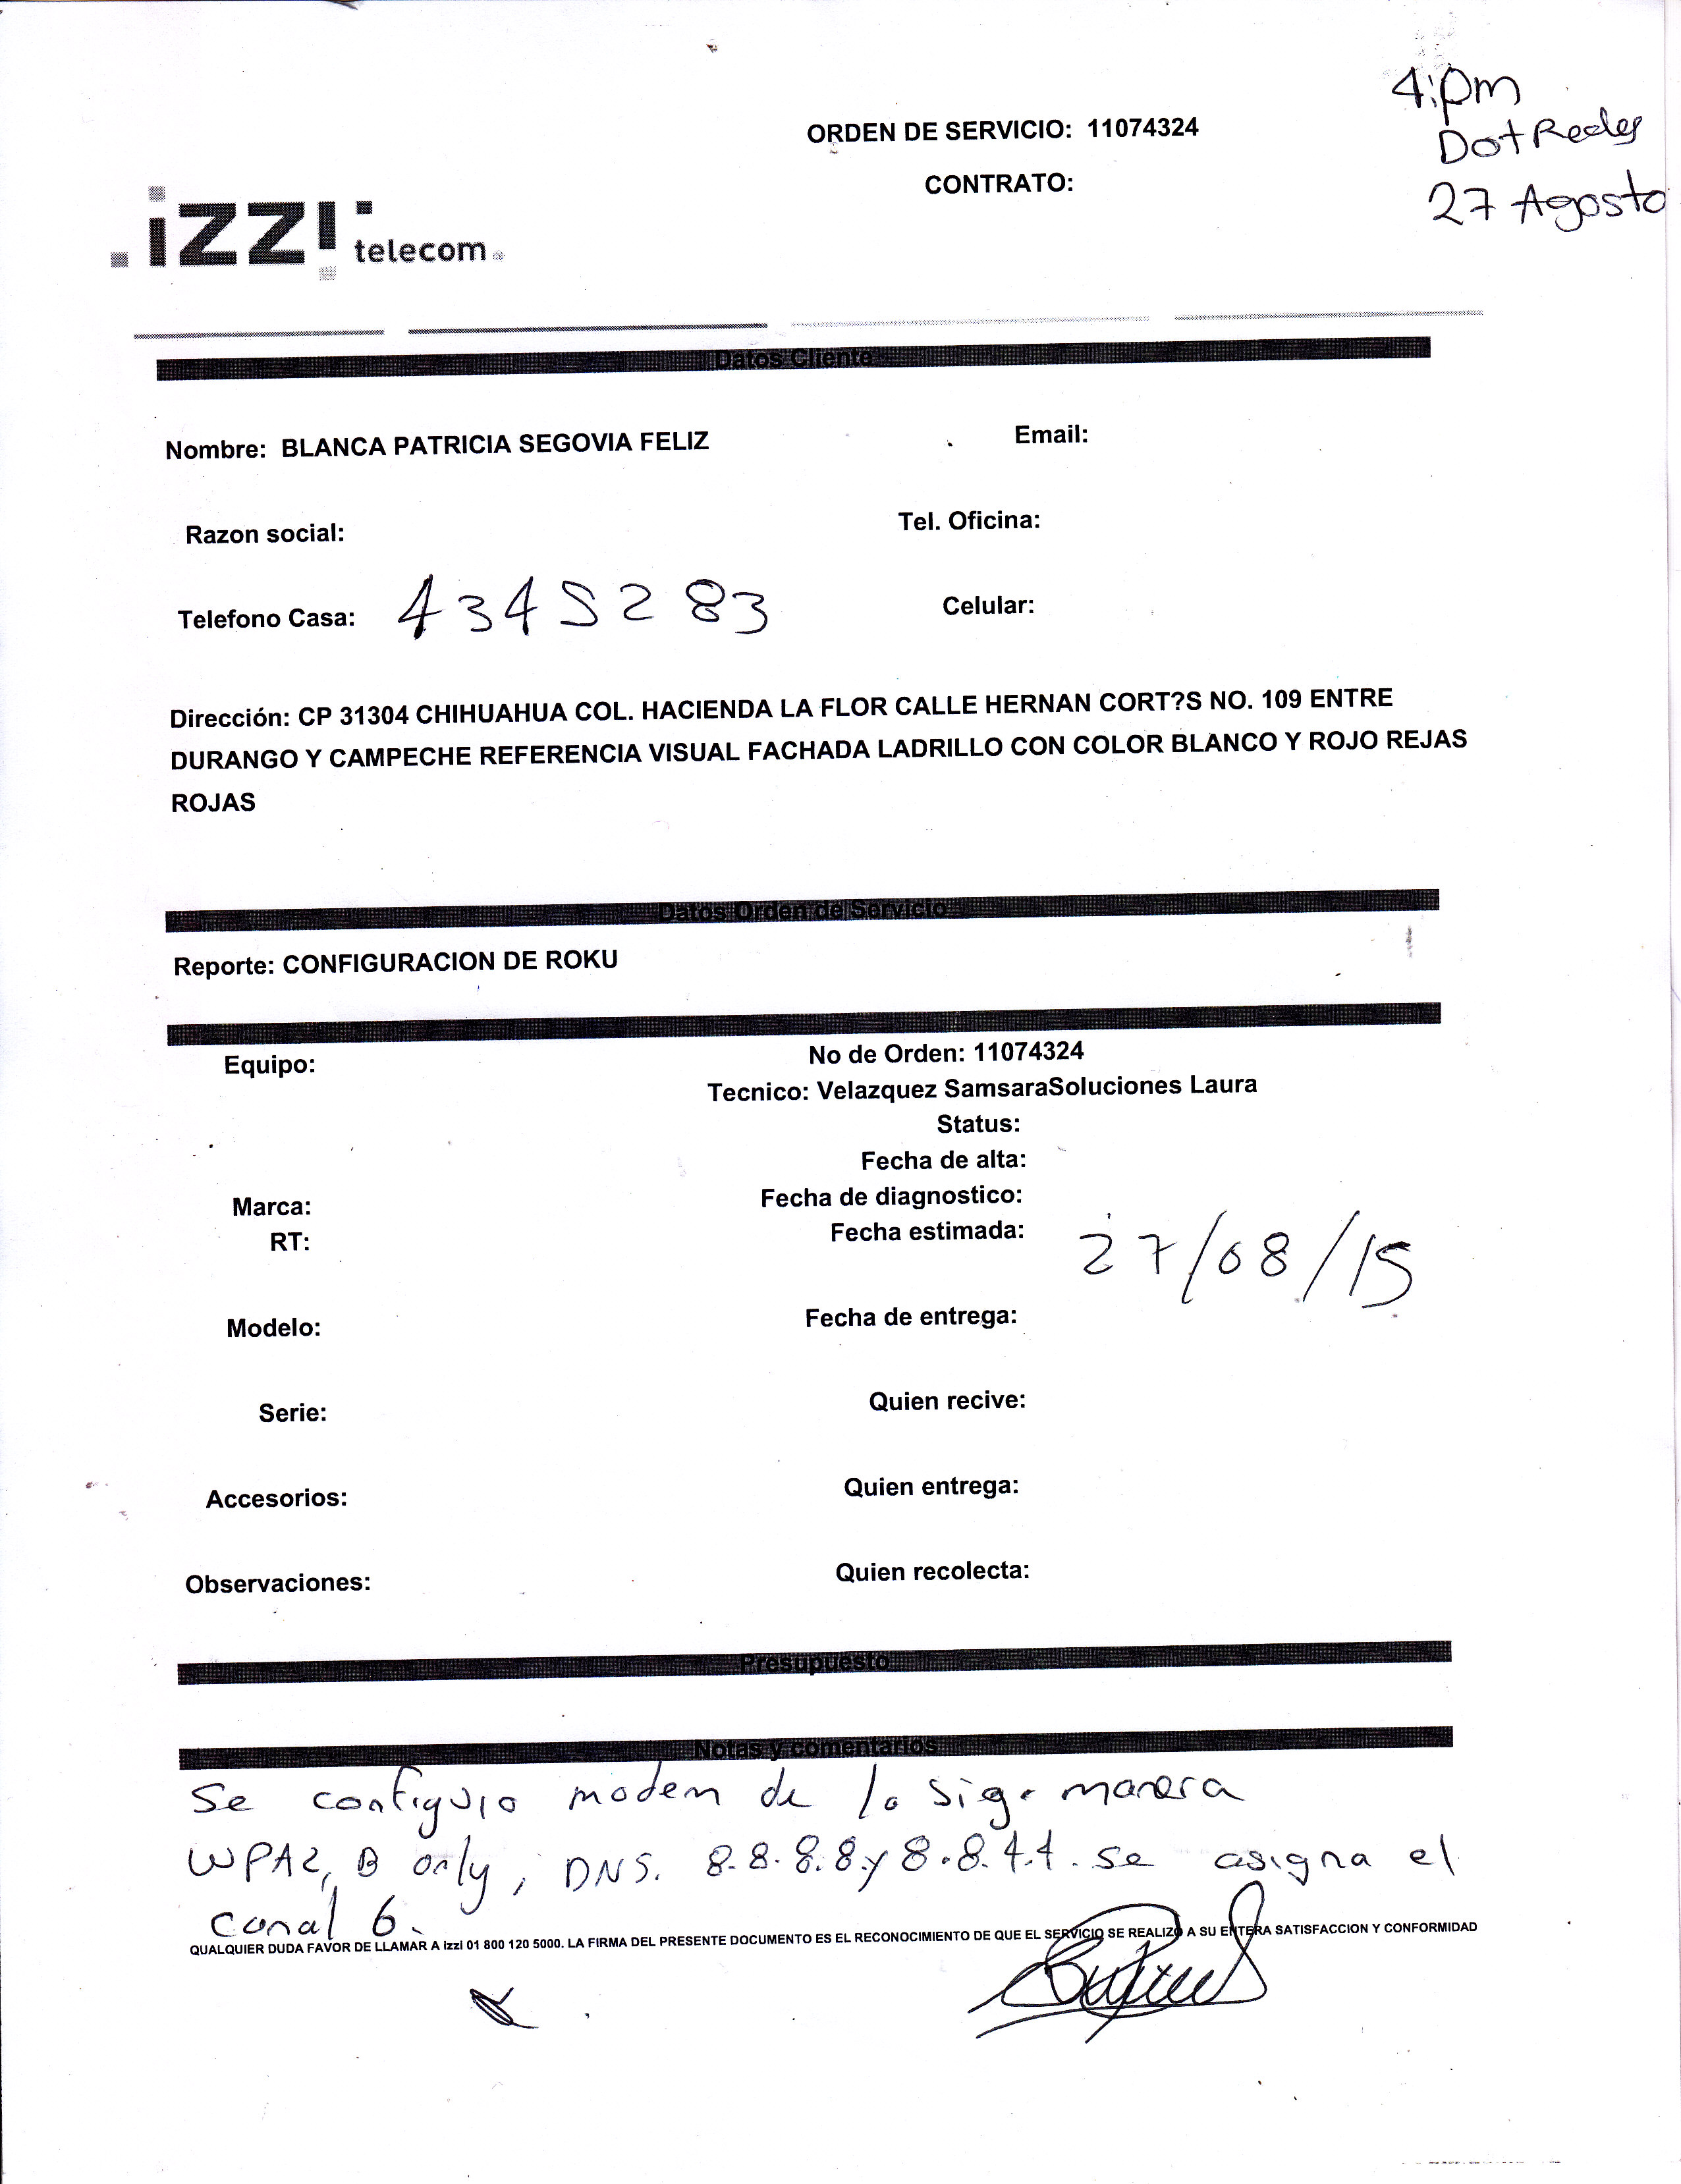 4:pm
ORDEN DE SERVICIO: 11074324
Dot Redes
CONTRATO:
27 Agosto
izzi telecom
Datos Cliente
Nombre: BLANCA PATRICIA SEGOVIA FELIZ
Email:
Razon social:
Tel. Oficina:
Telefono Casa: 4345283
Celular:
Dirección: CP 31304 CHIHUAHUA COL. HACIENDA LA FLOR CALLE HERNAN CORT?S NO. 109 ENTRE
DURANGO Y CAMPECHE REFERENCIA VISUAL FACHADA LADRILLO CON COLOR BLANCO Y ROJO REJAS
ROJAS
Datos Orden de Servicio
Reporte: CONFIGURACION DE ROKU
Equipo:
No de Orden: 11074324
Tecnico: Velazquez SamsaraSoluciones Laura
Status:
Fecha de alta:
Marca:
Fecha de diagnostico:
RT:
Fecha estimada: 27/08/15
Modelo:
Fecha de entrega:
Serie:
Quien recive:
Accesorios:
Quien entrega:
Observaciones:
Quien recolecta:
Presupuesto
Notas y comentarios
Se configuro modem de la sig. manera
WPA2, B only, DNS. 8.8.8.8 y 8.8.4.4. se asigna el
canal 6.
QUALQUIER DUDA FAVOR DE LLAMAR A izzi 01 800 120 5000. LA FIRMA DEL PRESENTE DOCUMENTO ES EL RECONOCIMIENTO DE QUE EL SERVICIO SE REALIZO A SU ENTERA SATISFACCION Y CONFORMIDAD